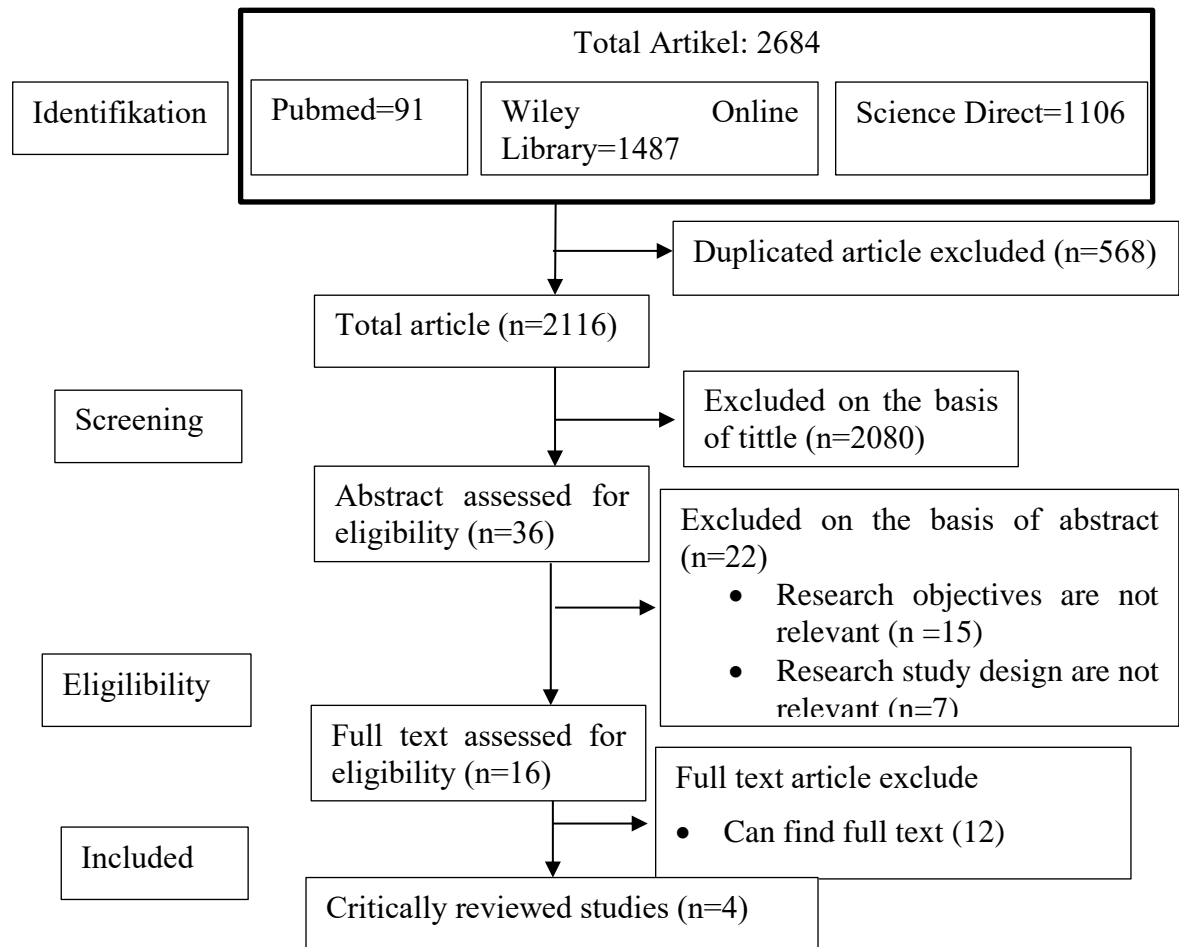 Total Artikel: 2684
Identifikation
Pubmed=91
Wiley Online
Library=1487
Science Direct=1106
Duplicated article excluded (n=568)
Total article (n=2116)
Screening
Excluded on the basis
of tittle (n=2080)
Abstract assessed for
eligibility (n=36)
Excluded on the basis of abstract
(n=22)
• Research objectives are not
relevant (n =15)
• Research study design are not
relevant (n=7)
Eligilibility
Full text assessed for
eligibility (n=16)
Full text article exclude
• Can find full text (12)
Included
Critically reviewed studies (n=4)